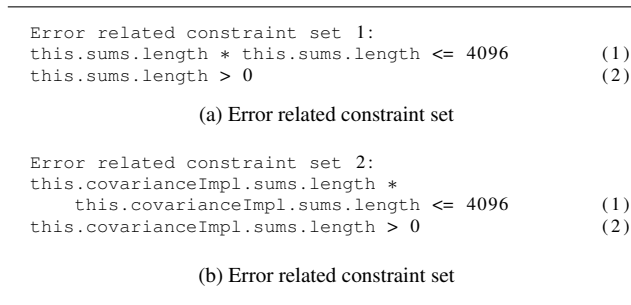 Error related constraint set 1:
this.sums.length * this.sums.length <= 4096 (1)
this.sums.length > 0 (2)
(a) Error related constraint set
Error related constraint set 2:
this.covarianceImpl.sums.length *
this.covarianceImpl.sums.length <= 4096 (1)
this.covarianceImpl.sums.length > 0 (2)
(b) Error related constraint set